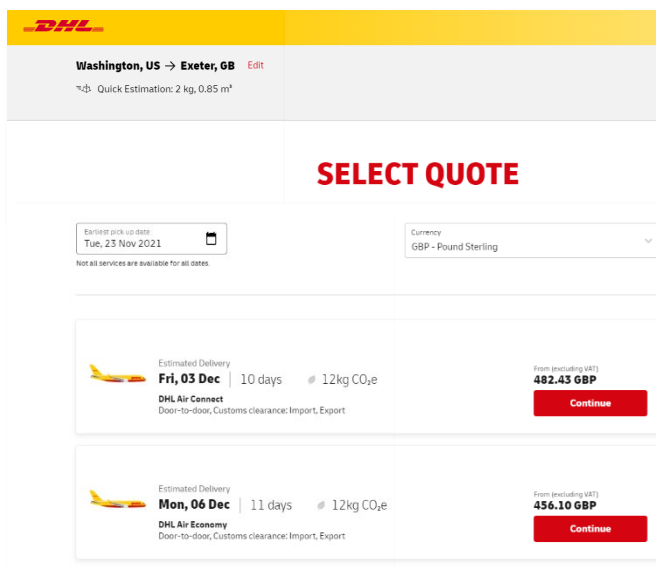 DHL
Washington, US → Exeter, GB Edit
Quick Estimation: 2 kg, 0.85 m³
SELECT QUOTE
Earliest pick up date
Tue, 23 Nov 2021
Currency
GBP - Pound Sterling
Not all services are available for all dates.
Estimated Delivery
Fri, 03 Dec | 10 days 12kg CO₂e
DHL Air Connect
Door-to-door, Customs clearance: Import, Export
From (excluding VAT)
482.43 GBP
Continue
Estimated Delivery
Mon, 06 Dec | 11 days 12kg CO₂e
DHL Air Economy
Door-to-door, Customs clearance: Import, Export
From (excluding VAT)
456.10 GBP
Continue